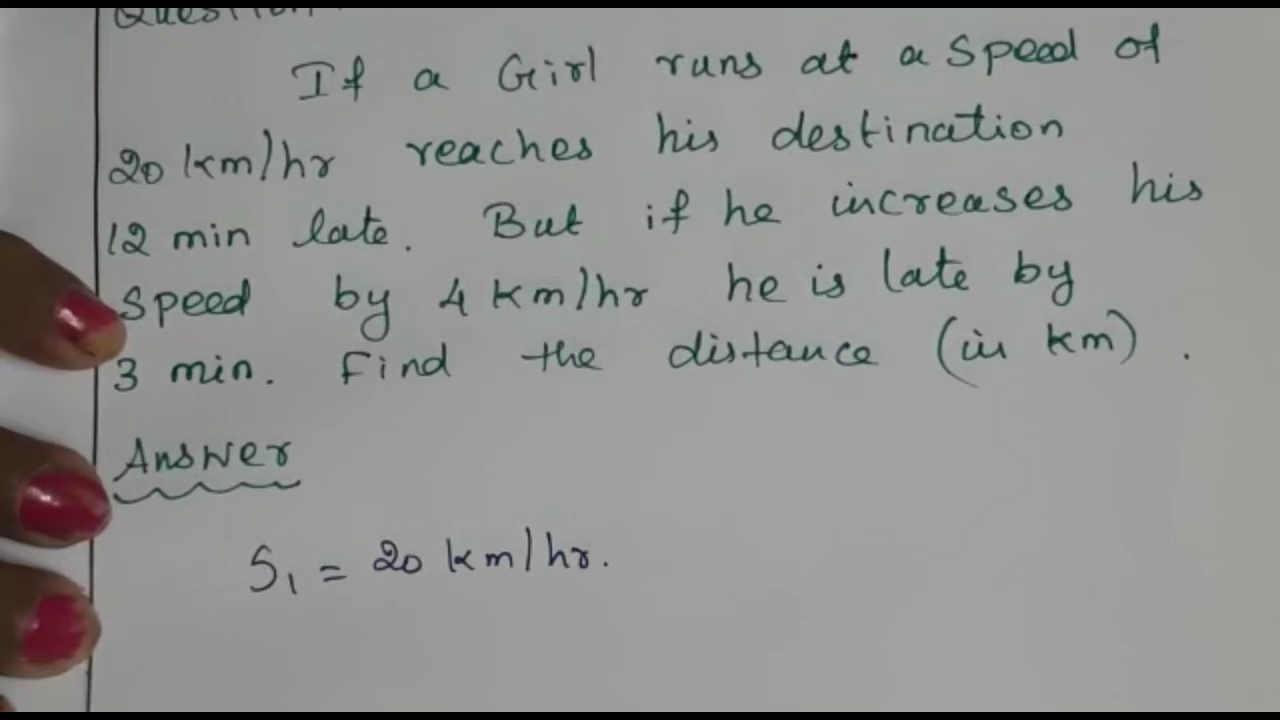 Question
If a Girl runs at a speed of
20 km/hr reaches his destination
12 min late. But if he increases his
speed by 4 km/hr he is late by
3 min. Find the distance (in km).
Answer
S₁ = 20 km/hr.